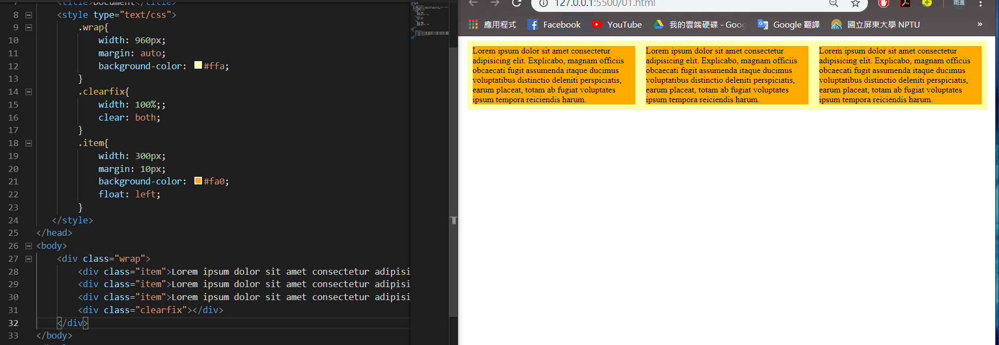 7 <title>Document</title>
8 <style type="text/css">
9 .wrap{
10 width: 960px;
11 margin: auto;
12 background-color: #ffa;
13 }
14 .clearfix{
15 width: 100%;;
16 clear: both;
17 }
18 .item{
19 width: 300px;
20 margin: 10px;
21 background-color: #fa0;
22 float: left;
23 }
24 </style>
25 </head>
26 <body>
27 <div class="wrap">
28 <div class="item">Lorem ipsum dolor sit amet consectetur adipisi
29 <div class="item">Lorem ipsum dolor sit amet consectetur adipisi
30 <div class="item">Lorem ipsum dolor sit amet consectetur adipisi
31 <div class="clearfix"></div>
32 </div>
33 </body>
127.0.0.1:5500/01.html
雨進
應用程式 Facebook YouTube 我的雲端硬碟 - Goog Google 翻譯 國立屏東大學 NPTU »
Lorem ipsum dolor sit amet consectetur
adipisicing elit. Explicabo, magnam officiis
obcaecati fugit assumenda itaque ducimus
voluptatibus distinctio deleniti perspiciatis,
earum placeat, totam ab fugiat voluptates
ipsum tempora reiciendis harum.
Lorem ipsum dolor sit amet consectetur
adipisicing elit. Explicabo, magnam officiis
obcaecati fugit assumenda itaque ducimus
voluptatibus distinctio deleniti perspiciatis,
earum placeat, totam ab fugiat voluptates
ipsum tempora reiciendis harum.
Lorem ipsum dolor sit amet consectetur
adipisicing elit. Explicabo, magnam officiis
obcaecati fugit assumenda itaque ducimus
voluptatibus distinctio deleniti perspiciatis,
earum placeat, totam ab fugiat voluptates
ipsum tempora reiciendis harum.